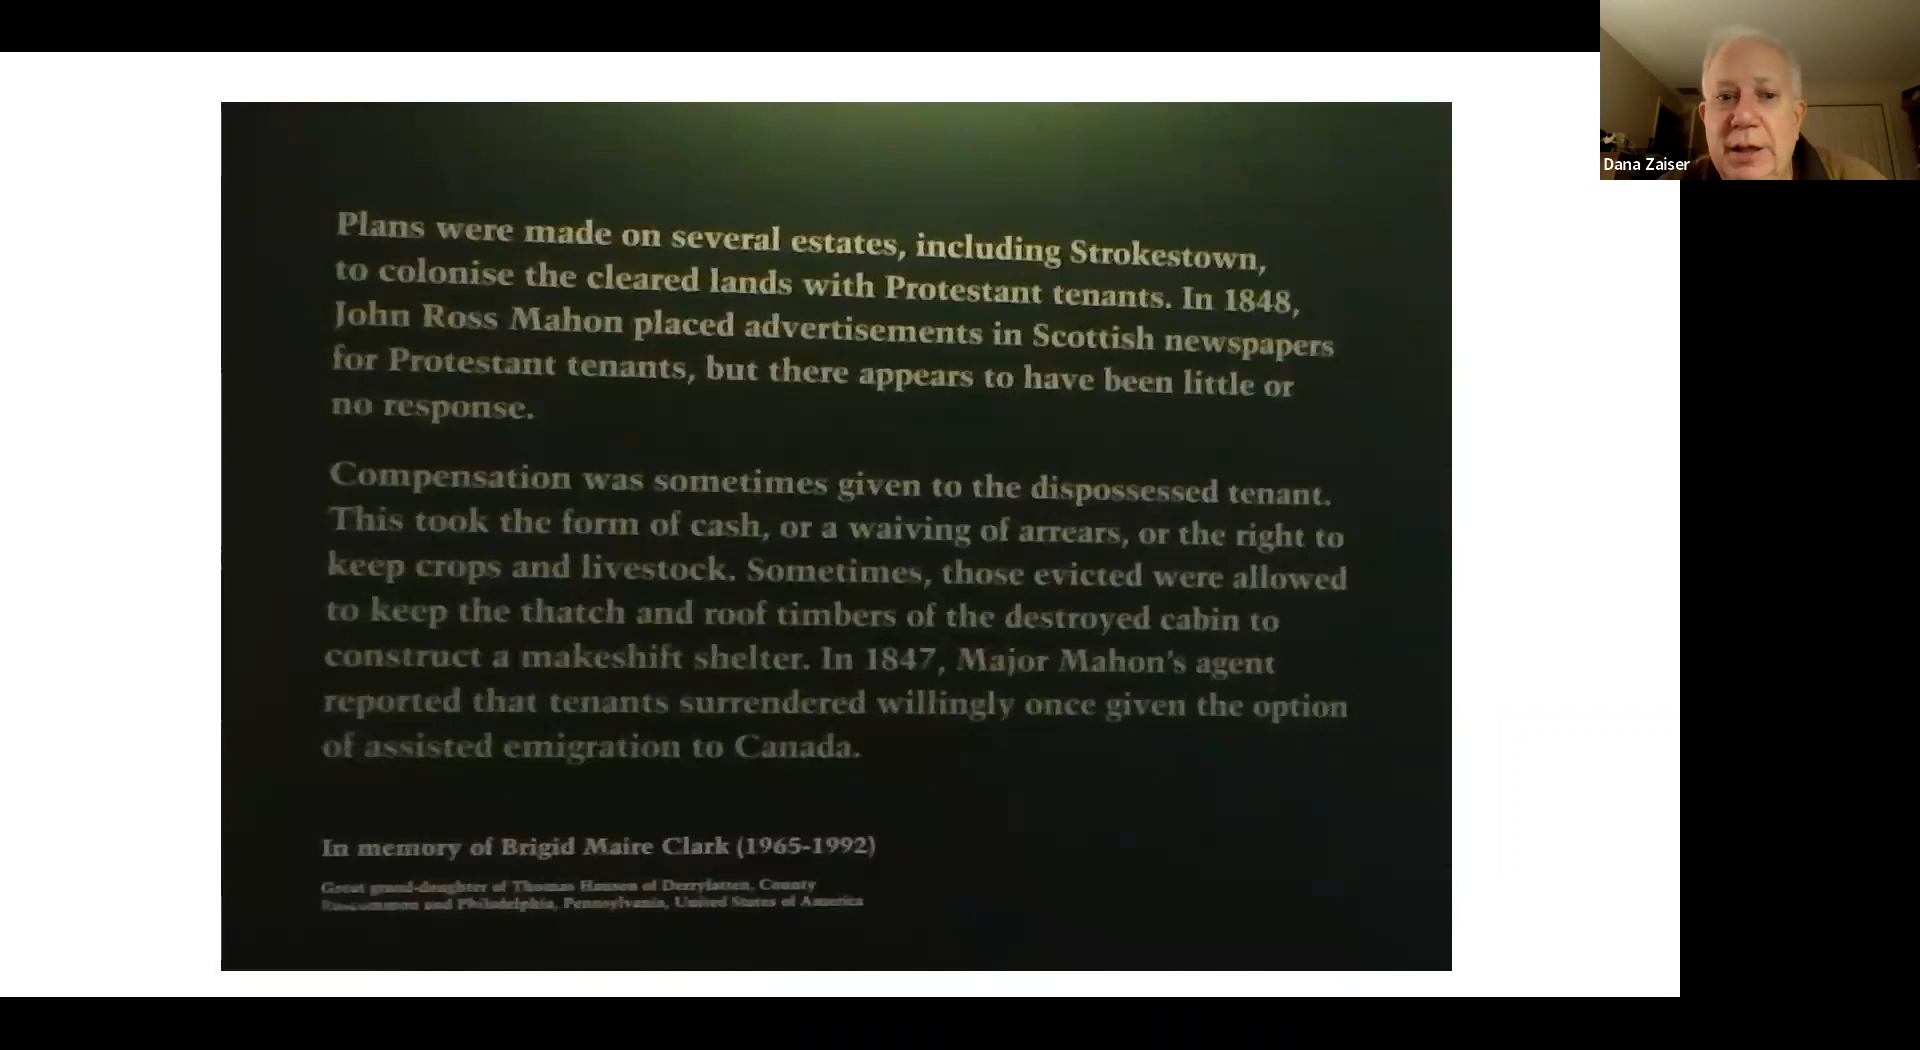 Plans were made on several estates, including Strokestown,
to colonise the cleared lands with Protestant tenants. In 1848,
John Ross Mahon placed advertisements in Scottish newspapers
for Protestant tenants, but there appears to have been little or
no response.
Compensation was sometimes given to the dispossessed tenant.
This took the form of cash, or a waiving of arrears, or the right to
keep crops and livestock. Sometimes, those evicted were allowed
to keep the thatch and roof timbers of the destroyed cabin to
construct a makeshift shelter. In 1847, Major Mahon's agent
reported that tenants surrendered willingly once given the option
of assisted emigration to Canada.
In memory of Brigid Maire Clark (1965-1992)
Great grand-daughter of Thomas of County
and Philadelphia, Pennsylvania, United States of America
Dana Zaiser